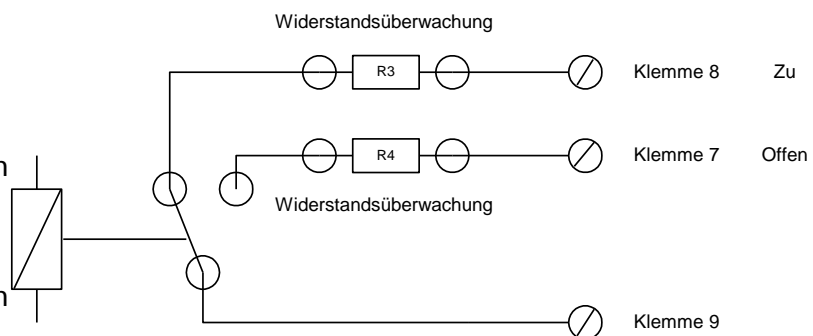 Widerstandsüberwachung
R3
Klemme 8 Zu
R4
Klemme 7 Offen
Widerstandsüberwachung
Klemme 9